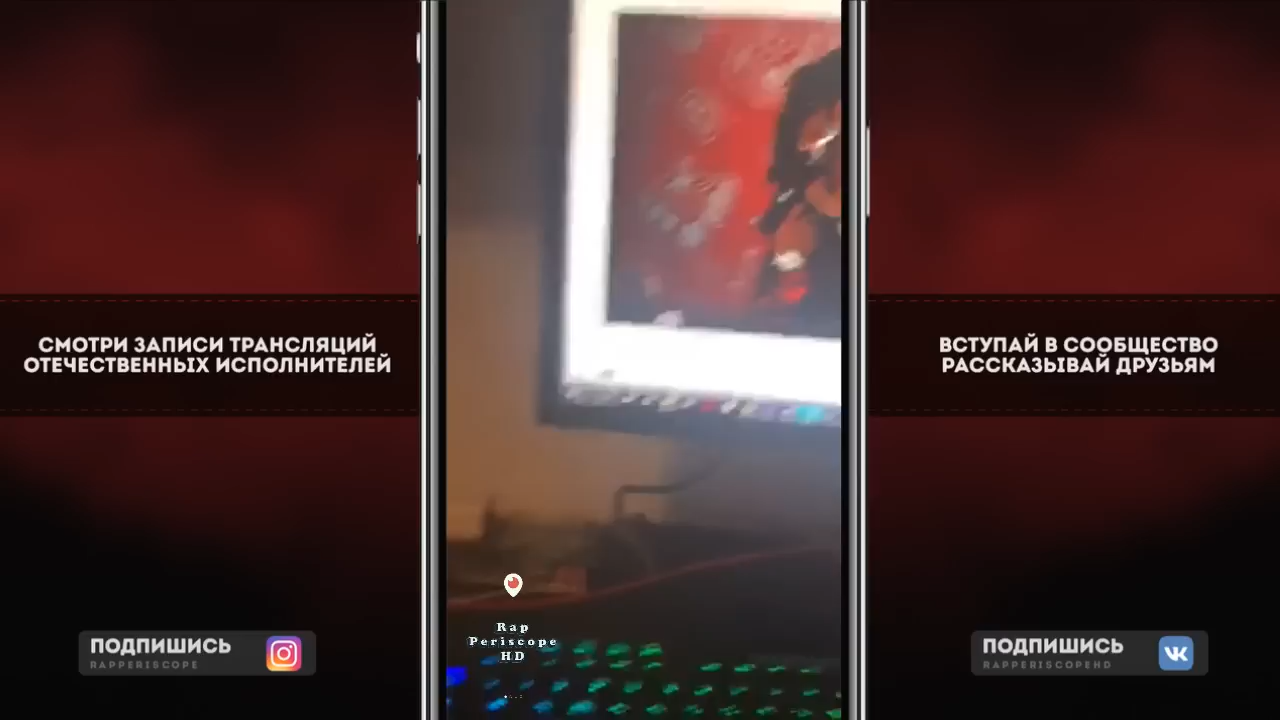 СМОТРИ ЗАПИСИ ТРАНСЛЯЦИЙ
ОТЕЧЕСТВЕННЫХ ИСПОЛНИТЕЛЕЙ
ВСТУПАЙ В СООБЩЕСТВО
РАССКАЗЫВАЙ ДРУЗЬЯМ
Rap
Periscope
HD
ПОДПИШИСЬ
RAPPERISCOPE
ПОДПИШИСЬ
RAPPERISCOPEHD